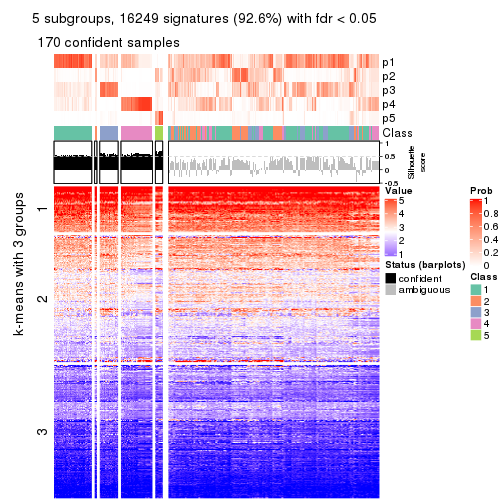 5 subgroups, 16249 signatures (92.6%) with fdr < 0.05
170 confident samples
p1
p2
p3
p4
p5
Class
1
0.5
0
-0.5
Silhouette
score
k-means with 3 groups
1
2
3
Value
5
4
3
2
1
Status (barplots)
confident
ambiguous
Prob
1
0.8
0.6
0.4
0.2
0
Class
1
2
3
4
5